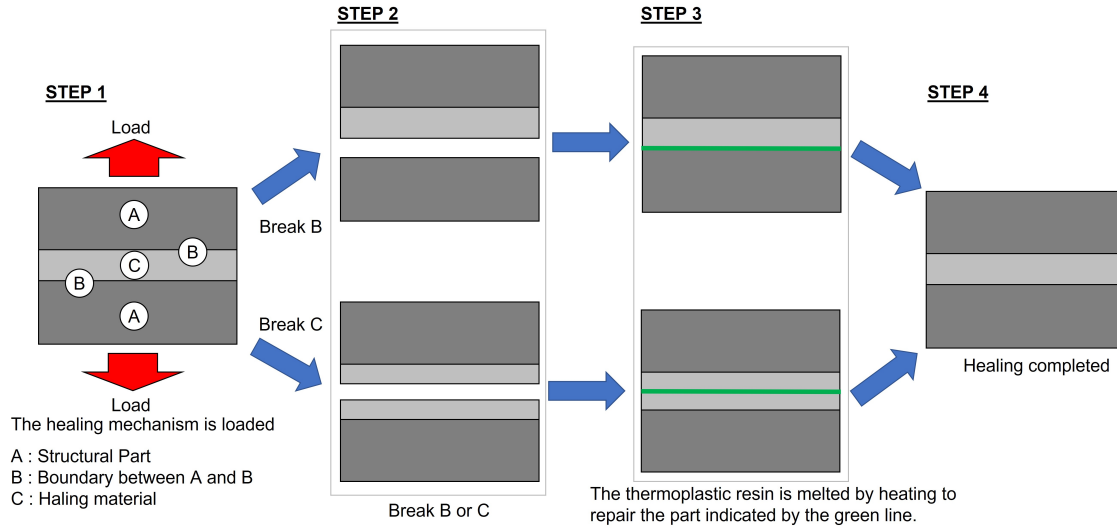 STEP 1
Load
A
B
C
B
A
Load
The healing mechanism is loaded
A : Structural Part
B : Boundary between A and B
C : Haling material
STEP 2
Break B
Break C
Break B or C
STEP 3
The thermoplastic resin is melted by heating to
repair the part indicated by the green line.
STEP 4
Healing completed